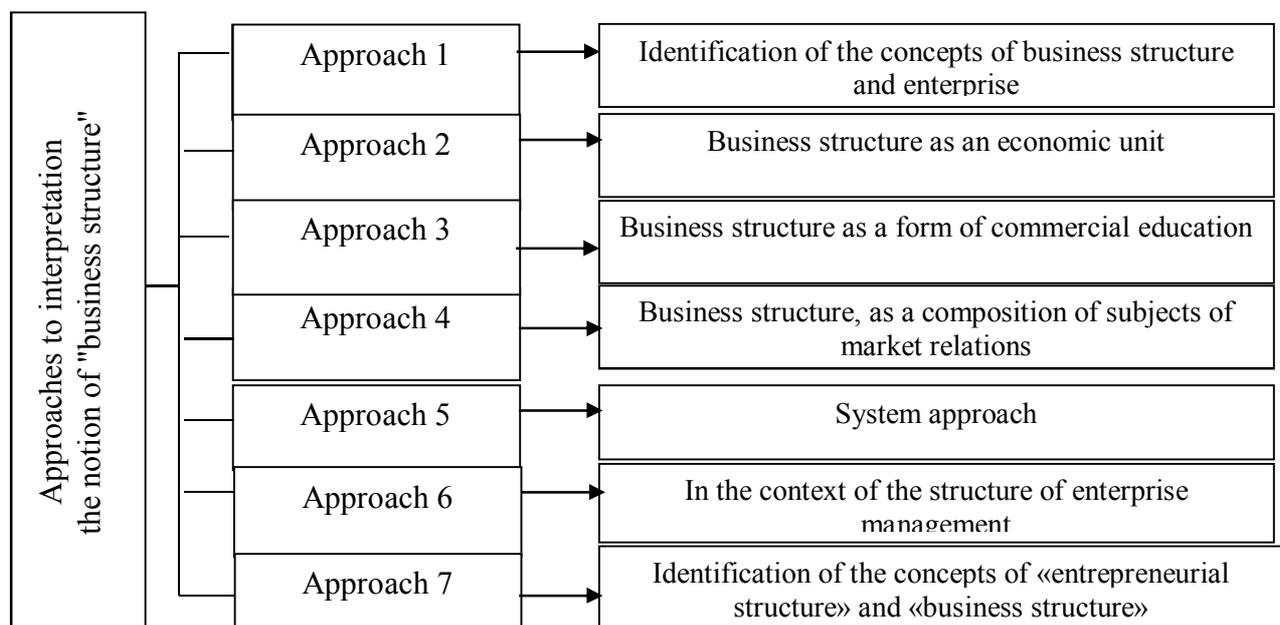 Approaches to interpretation
the notion of "business structure"
Approach 1
Identification of the concepts of business structure
and enterprise
Approach 2
Business structure as an economic unit
Approach 3
Business structure as a form of commercial education
Approach 4
Business structure, as a composition of subjects of
market relations
Approach 5
System approach
Approach 6
In the context of the structure of enterprise
management
Approach 7
Identification of the concepts of «entrepreneurial
structure» and «business structure»